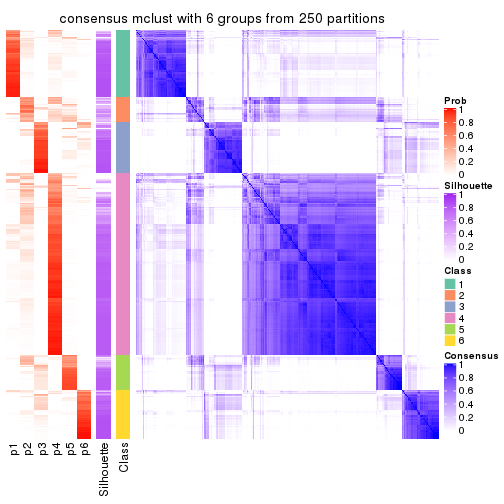 consensus mclust with 6 groups from 250 partitions
Prob
1
0.8
0.6
0.4
0.2
0
Silhouette
1
0.8
0.6
0.4
0.2
0
Class
1
2
3
4
5
6
Consensus
1
0.8
0.6
0.4
0.2
0
p1
p2
p3
p4
p5
p6
Silhouette
Class